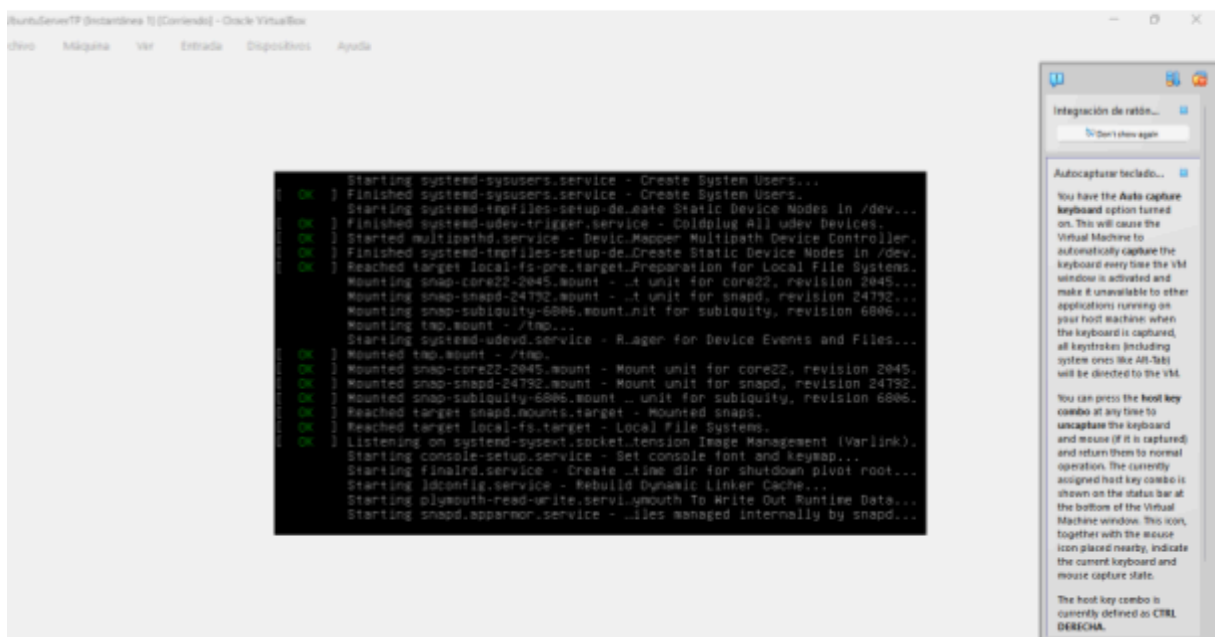 buntuServerTP (Instantánea 1) [Corriendo] - Oracle VirtualBox
chivo Máquina Ver Entrada Dispositivos Ayuda
Integración de ratón...
Don't show again
Autocapturar teclado...
You have the Auto capture
keyboard option turned
on. This will cause the
Virtual Machine to
automatically capture the
keyboard every time the VM
window is activated and
make it unavailable to other
applications running on
your host machine: when
the keyboard is captured,
all keystrokes (including
system ones like Alt-Tab)
will be directed to the VM.
You can press the host key
combo at any time to
uncapture the keyboard
and mouse (if it is captured)
and return them to normal
operation. The currently
assigned host key combo is
shown on the status bar at
the bottom of the Virtual
Machine window. This icon,
together with the mouse
icon placed nearby, indicate
the current keyboard and
mouse capture state.
The host key combo is
currently defined as CTRL
DERECHA.
Starting systemd-sysusers.service - Create System Users...
[ OK ] Finished systemd-sysusers.service - Create System Users.
Starting systemd-tmpfiles-setup-de…eate Static Device Nodes in /dev...
[ OK ] Finished systemd-udev-trigger.service - Coldplug All udev Devices.
[ OK ] Started multipathd.service - Devic…Mapper Multipath Device Controller.
[ OK ] Finished systemd-tmpfiles-setup-de…Create Static Device Nodes in /dev.
[ OK ] Reached target local-fs-pre.target…Preparation for Local File Systems.
Mounting snap-core22-2045.mount - …t unit for core22, revision 2045...
Mounting snap-snapd-24792.mount - …t unit for snapd, revision 24792...
Mounting snap-subiquity-6806.mount…nit for subiquity, revision 6806...
Mounting tmp.mount - /tmp...
Starting systemd-udevd.service - R…ager for Device Events and Files...
[ OK ] Mounted tmp.mount - /tmp.
[ OK ] Mounted snap-core22-2045.mount - Mount unit for core22, revision 2045.
[ OK ] Mounted snap-snapd-24792.mount - Mount unit for snapd, revision 24792.
[ OK ] Mounted snap-subiquity-6806.mount … unit for subiquity, revision 6806.
[ OK ] Reached target snapd.mounts.target - Mounted snaps.
[ OK ] Reached target local-fs.target - Local File Systems.
[ OK ] Listening on systemd-sysext.socket…tension Image Management (Varlink).
Starting console-setup.service - Set console font and keymap...
Starting finalrd.service - Create …time dir for shutdown pivot root...
Starting ldconfig.service - Rebuild Dynamic Linker Cache...
Starting plymouth-read-write.servi…ymouth To Write Out Runtime Data...
Starting snapd.apparmor.service - …iles managed internally by snapd...